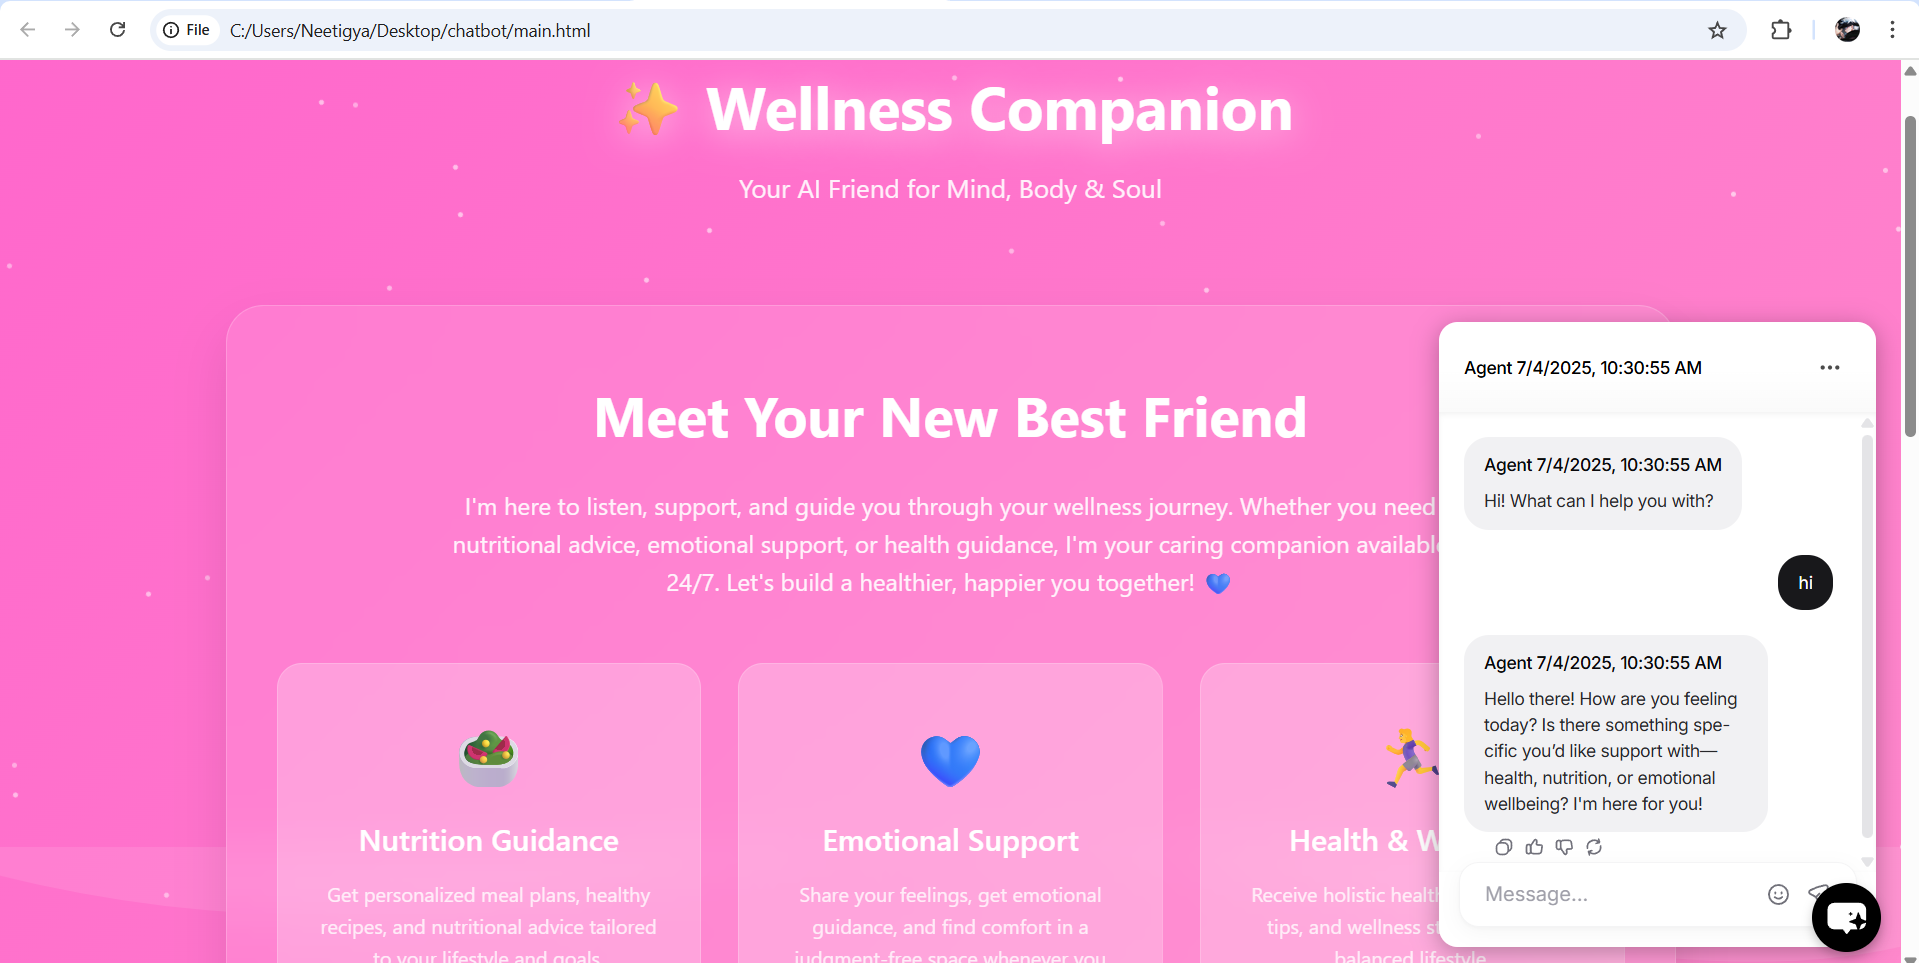 File
C:/Users/Neetigya/Desktop/chatbot/main.html
✨ Wellness Companion
Your AI Friend for Mind, Body & Soul
Meet Your New Best Friend
I'm here to listen, support, and guide you through your wellness journey. Whether you need
nutritional advice, emotional support, or health guidance, I'm your caring companion available
24/7. Let's build a healthier, happier you together! 💙
Nutrition Guidance
Get personalized meal plans, healthy
recipes, and nutritional advice tailored
to your lifestyle and goals
Emotional Support
Share your feelings, get emotional
guidance, and find comfort in a
judgment-free space whenever you
Health & W
Receive holistic health
tips, and wellness st
balanced lifestyle
Agent 7/4/2025, 10:30:55 AM
Agent 7/4/2025, 10:30:55 AM
Hi! What can I help you with?
hi
Agent 7/4/2025, 10:30:55 AM
Hello there! How are you feeling
today? Is there something spe-
cific you’d like support with—
health, nutrition, or emotional
wellbeing? I'm here for you!
Message...